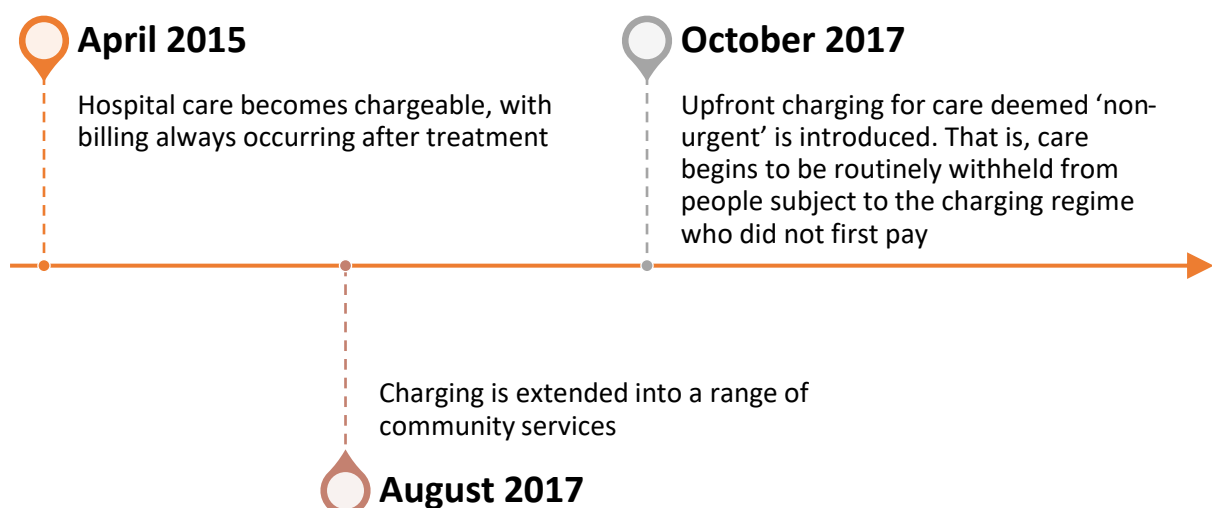 April 2015
Hospital care becomes chargeable, with
billing always occurring after treatment
October 2017
Upfront charging for care deemed ‘non-
urgent’ is introduced. That is, care
begins to be routinely withheld from
people subject to the charging regime
who did not first pay
Charging is extended into a range of
community services
August 2017